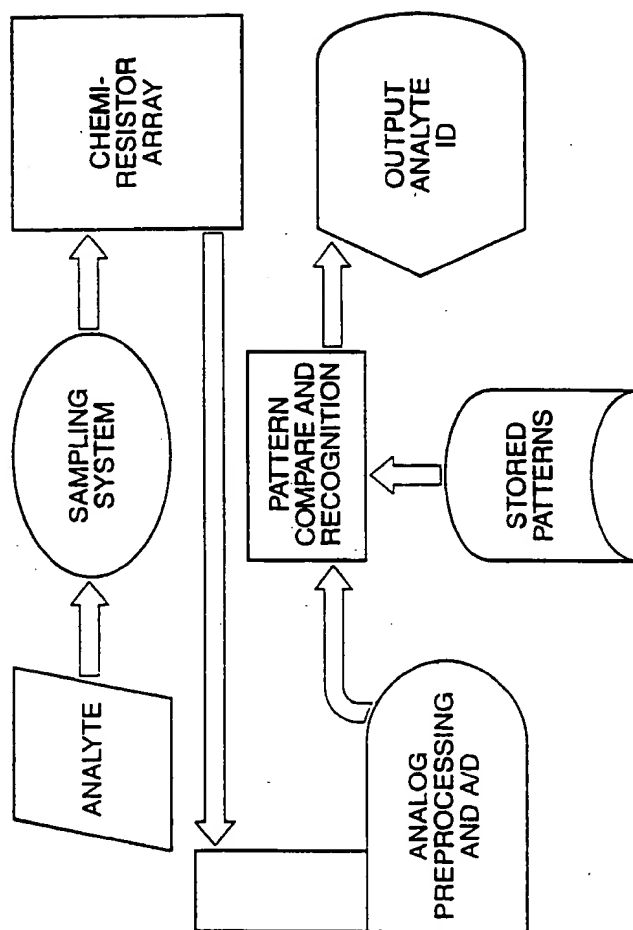 ANALYTE
SAMPLING
SYSTEM
CHEMI-
RESISTOR
ARRAY
ANALOG
PREPROCESSING
AND A/D
PATTERN
COMPARE AND
RECOGNITION
STORED
PATTERNS
OUTPUT
ANALYTE
ID